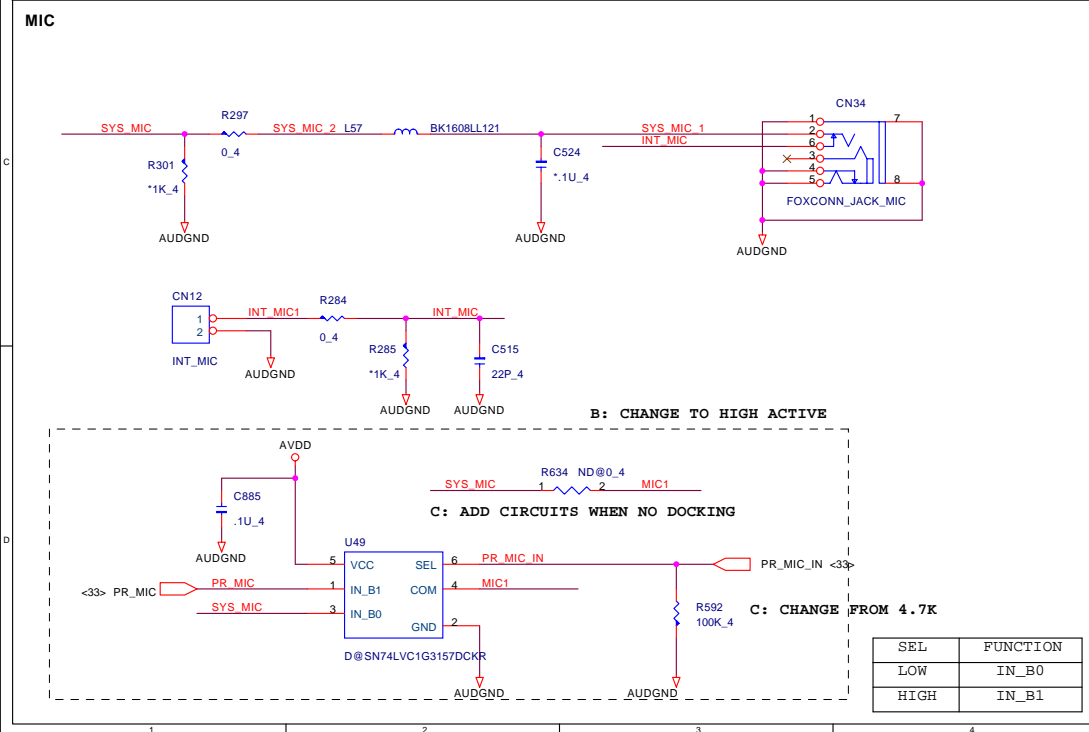 MIC
CN34
R297
SYS_MIC
SYS_MIC_2
L57
BK1608LL121
SYS_MIC_1
INT_MIC
1
2
6
3
4
5
7
8
0_4
R301
*1K_4
C524
*.1U_4
FOXCONN_JACK_MIC
AUDGND
AUDGND
AUDGND
C
CN12
R284
INT_MIC1
INT_MIC
1
2
0_4
R285
*1K_4
C515
22P_4
INT_MIC
AUDGND
AUDGND
AUDGND
B: CHANGE TO HIGH ACTIVE
AVDD
R634 ND@0_4
SYS_MIC
1
2
MIC1
C885
.1U_4
C: ADD CIRCUITS WHEN NO DOCKING
D
U49
AUDGND
5
VCC
SEL
6
PR_MIC_IN
PR_MIC_IN <33>
<33> PR_MIC
PR_MIC
1
IN_B1
COM
4
MIC1
SYS_MIC
3
IN_B0
GND
2
R592
100K_4
C: CHANGE FROM 4.7K
D@SN74LVC1G3157DCKR
AUDGND
AUDGND
SEL FUNCTION
LOW IN_B0
HIGH IN_B1
1
2
3
4